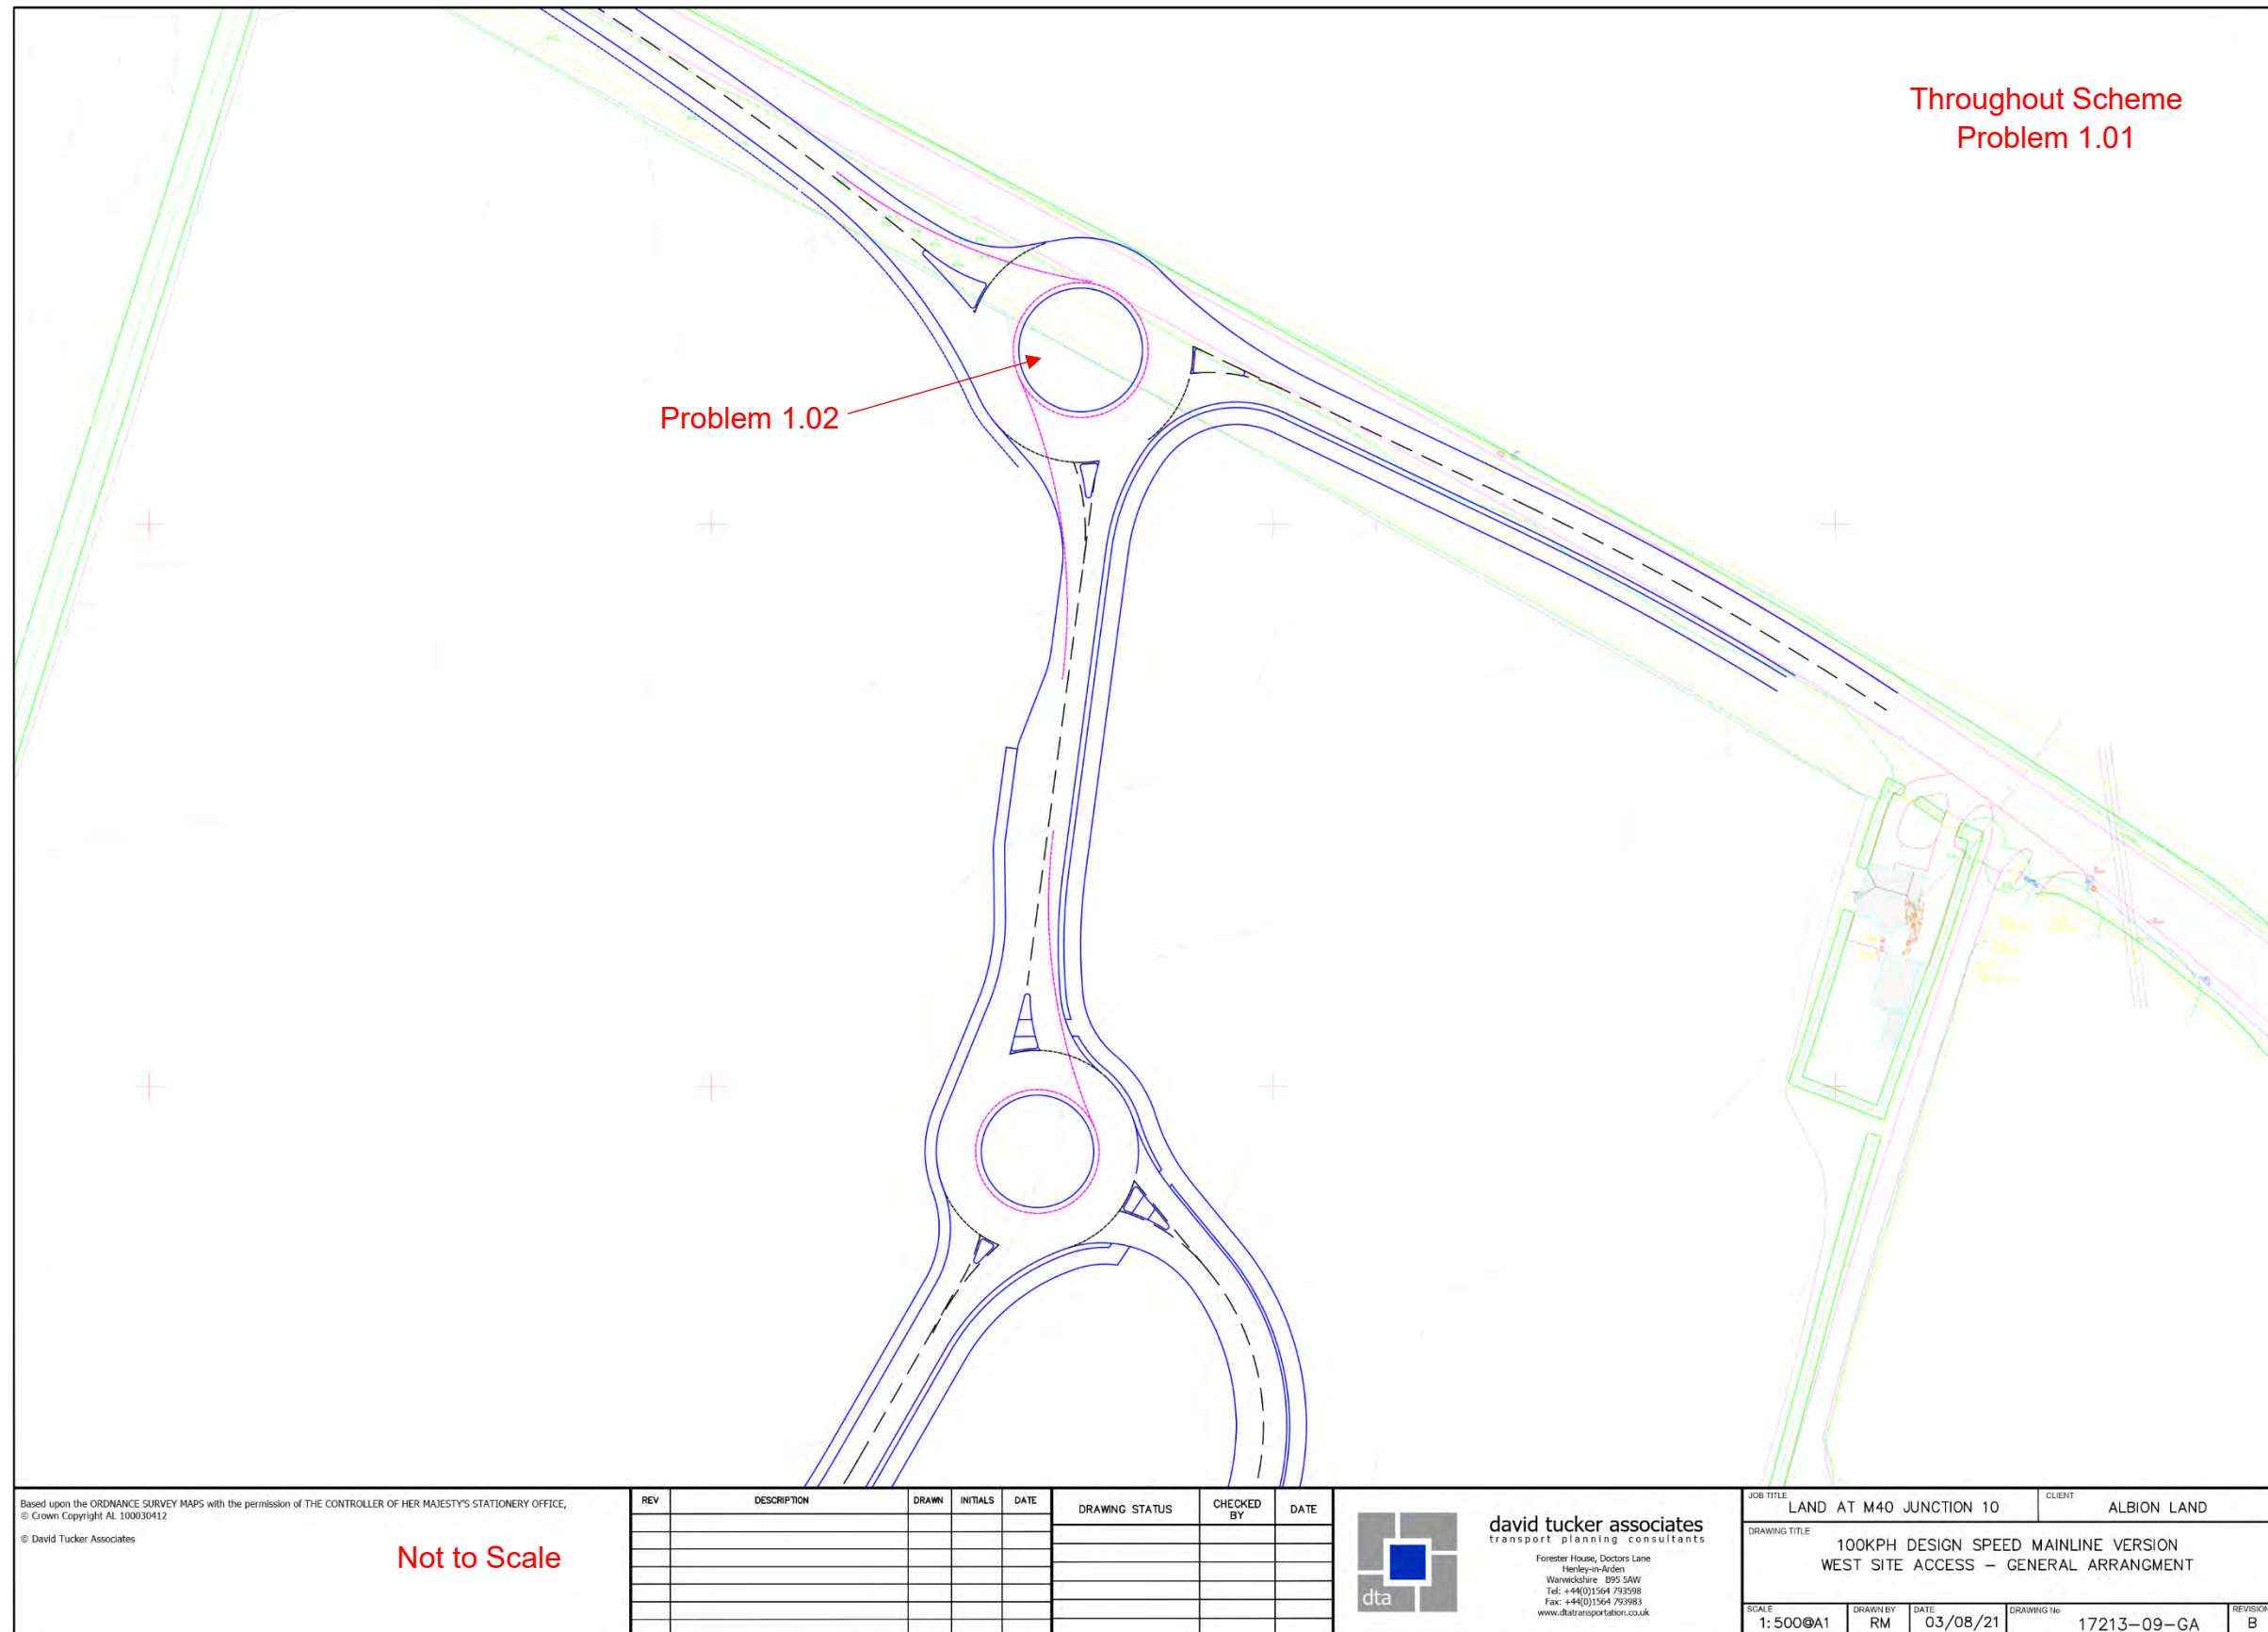 Throughout Scheme
Problem 1.01
Problem 1.02
Based upon the ORDNANCE SURVEY MAPS with the permission of THE CONTROLLER OF HER MAJESTY'S STATIONERY OFFICE,
© Crown Copyright AL 100030412
© David Tucker Associates
Not to Scale
REV DESCRIPTION DRAWN INITIALS DATE
DRAWING STATUS CHECKED BY DATE
dta
david tucker associates
transport planning consultants
Forester House, Doctors Lane
Henley-in-Arden
Warwickshire B95 5AW
Tel: +44(0)1564 793598
Fax: +44(0)1564 793983
www.dtatransportation.co.uk
JOB TITLE
LAND AT M40 JUNCTION 10
CLIENT
ALBION LAND
DRAWING TITLE
100KPH DESIGN SPEED MAINLINE VERSION
WEST SITE ACCESS - GENERAL ARRANGMENT
SCALE
1:500@A1
DRAWN BY
RM
DATE
03/08/21
DRAWING No
17213-09-GA
REVISION
B